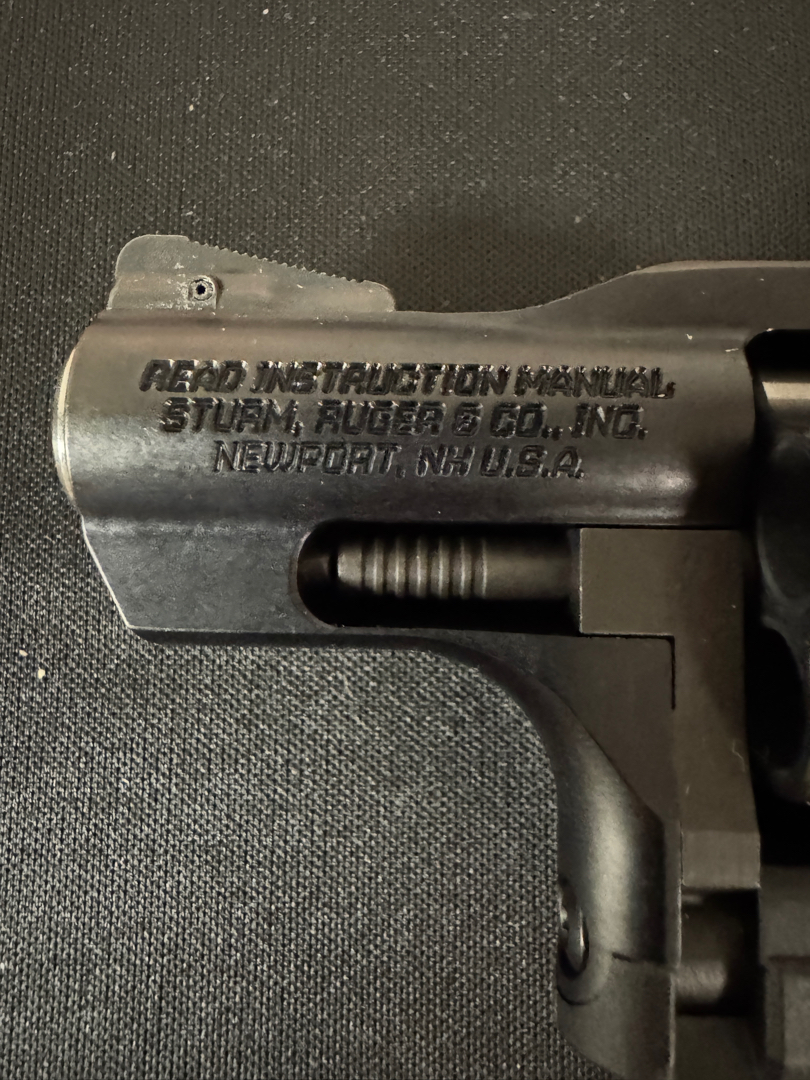 READ INSTRUCTION MANUAL
STURM, RUGER & CO., INC.
NEWPORT, NH U.S.A.